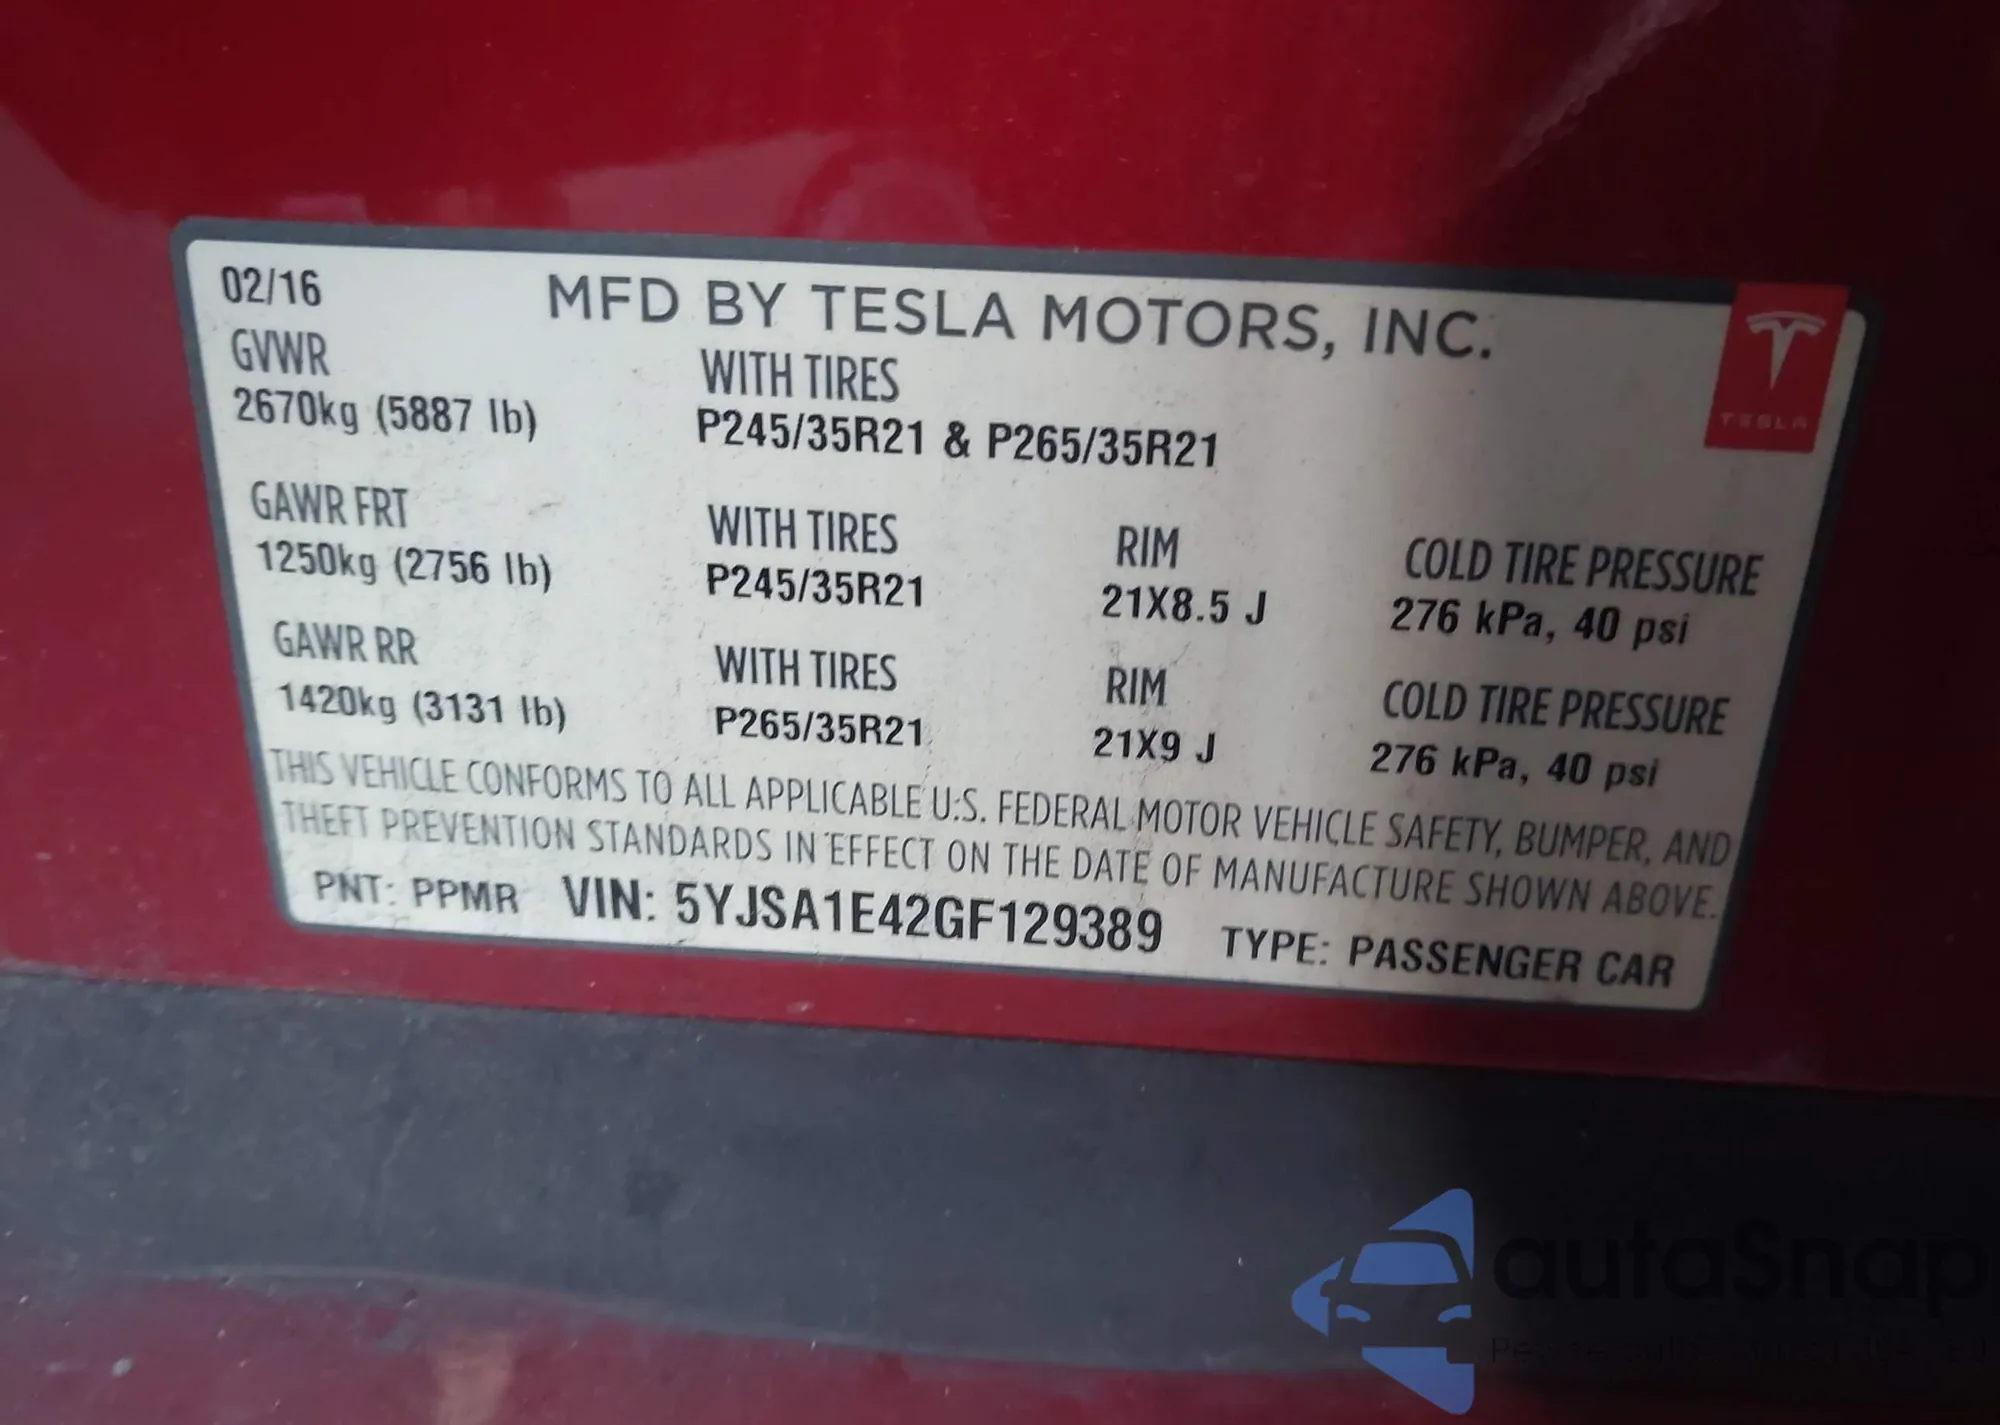 02/16 MFD BY TESLA MOTORS, INC.
TESLA
GVWR WITH TIRES
2670kg (5887 lb) P245/35R21 & P265/35R21
GAWR FRT WITH TIRES RIM COLD TIRE PRESSURE
1250kg (2756 lb) P245/35R21 21X8.5 J 276 kPa, 40 psi
GAWR RR WITH TIRES RIM COLD TIRE PRESSURE
1420kg (3131 lb) P265/35R21 21X9 J 276 kPa, 40 psi
THIS VEHICLE CONFORMS TO ALL APPLICABLE U.S. FEDERAL MOTOR VEHICLE SAFETY, BUMPER, AND
THEFT PREVENTION STANDARDS IN EFFECT ON THE DATE OF MANUFACTURE SHOWN ABOVE.
PNT: PPMR VIN: 5YJSA1E42GF129389 TYPE: PASSENGER CAR
autaSnap